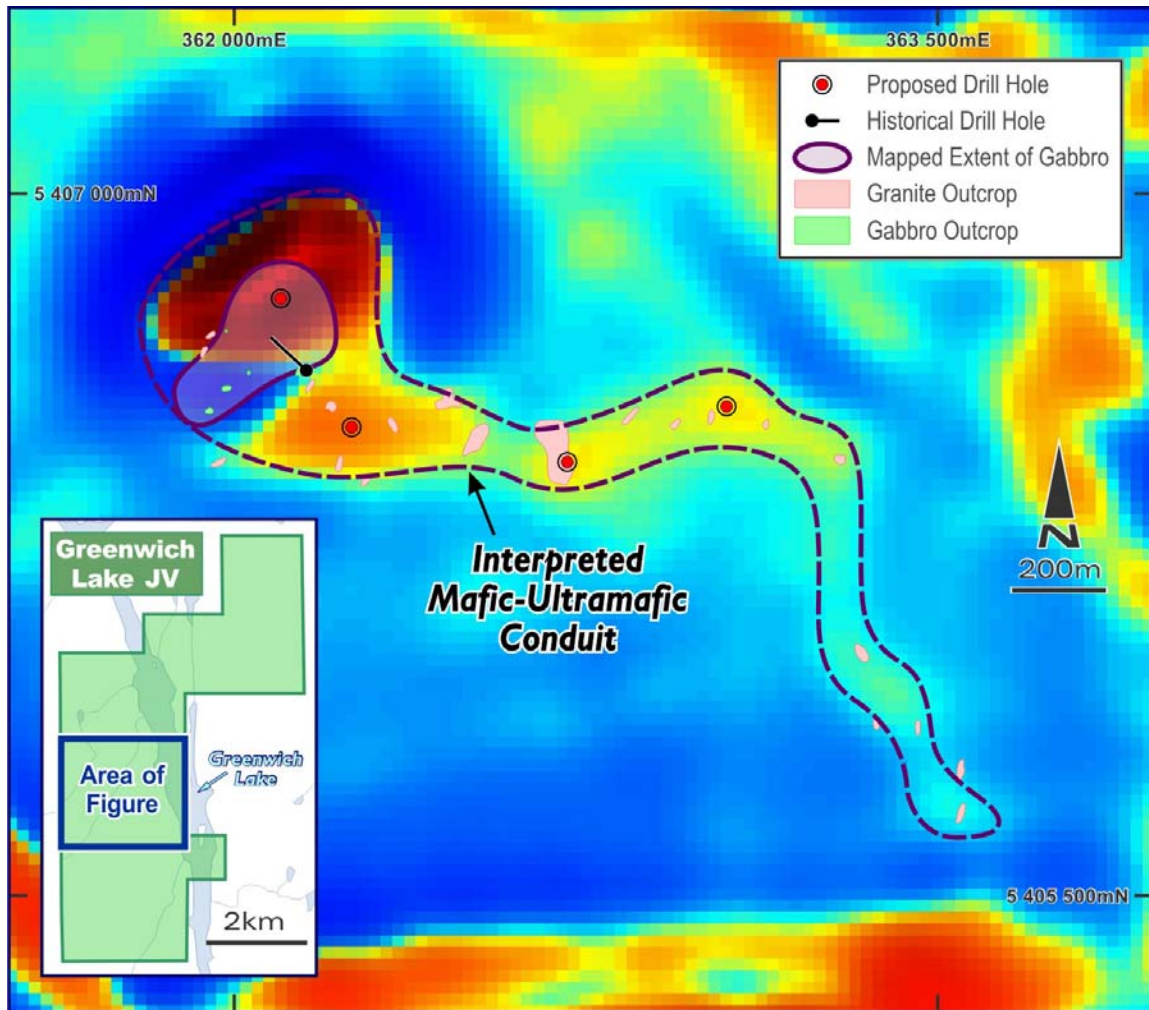 362 000mE
363 500mE
Proposed Drill Hole
Historical Drill Hole
Mapped Extent of Gabbro
Granite Outcrop
Gabbro Outcrop
5 407 000mN
N
200m
Interpreted
Mafic-Ultramafic
Conduit
Greenwich
Lake JV
Greenwich
Lake
Area of
Figure
2km
5 405 500mN